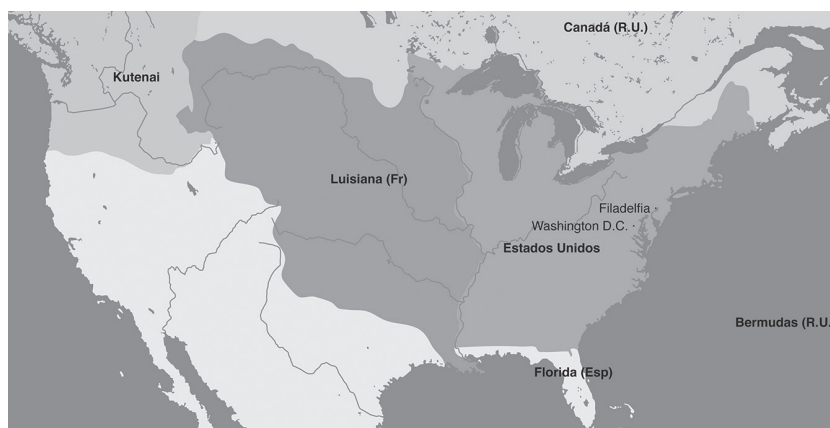 Canadá (R.U.)
Kutenai
Luisiana (Fr)
Filadelfia
Washington D.C.
Estados Unidos
Bermudas (R.U.
Florida (Esp)